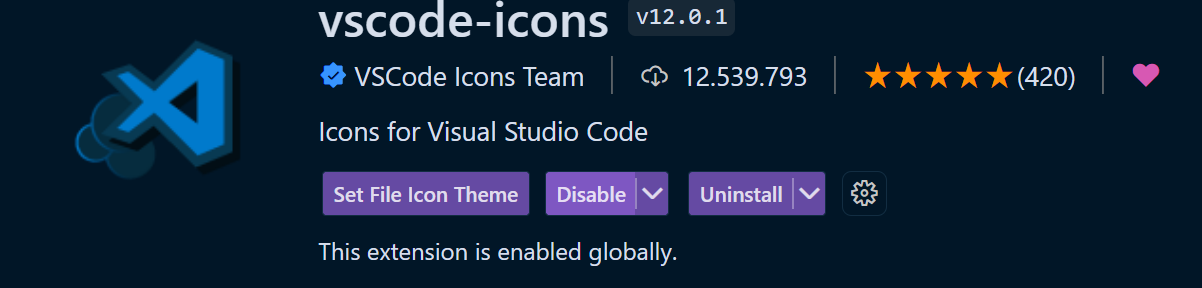 vscode-icons v12.0.1
VSCode Icons Team 12.539.793 (420)
Icons for Visual Studio Code
Set File Icon Theme Disable Uninstall
This extension is enabled globally.